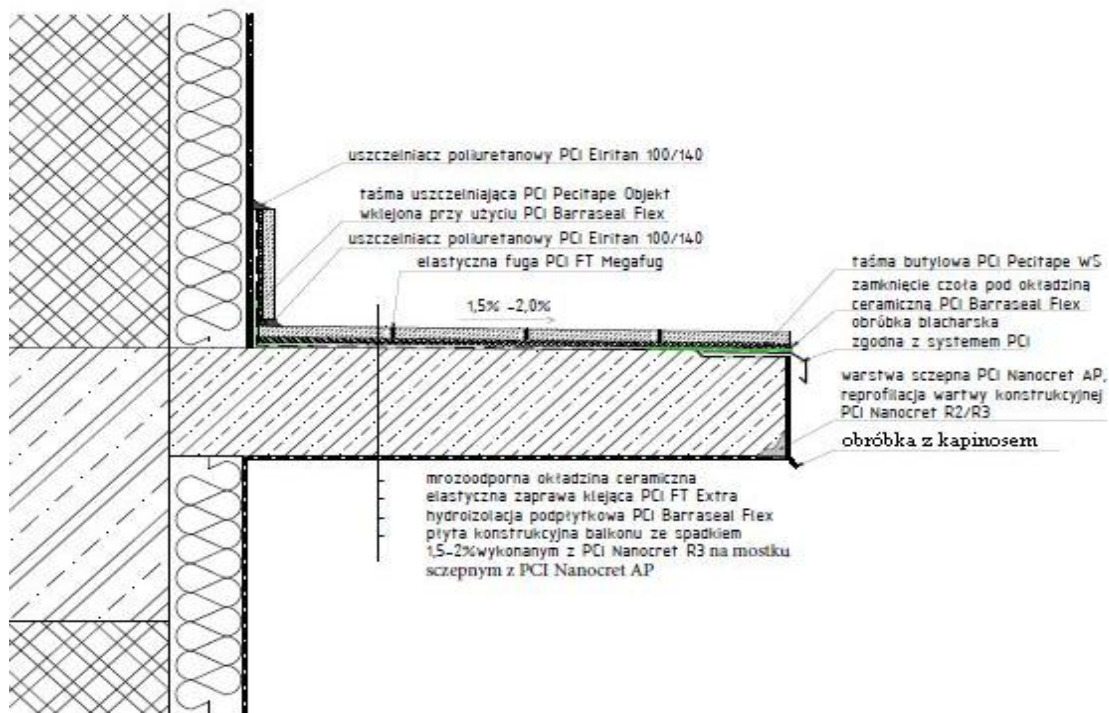 uszczelniacz poliuretanowy PCI Elritan 100/140
taśma uszczelniająca PCI Pecitape Objekt
wklejona przy użyciu PCI Barraseal Flex
uszczelniacz poliuretanowy PCI Elritan 100/140
elastyczna fuga PCI FT Megafug
1,5% -2,0%
taśma butylowa PCI Pecitape WS
zamknięcie czoła pod okładziną
ceramiczną PCI Barraseal Flex
obróbka blacharska
zgodna z systemem PCI
warstwa sczepna PCI Nanocret AP,
reprofilacja wartwy konstrukcyjnej
PCI Nanocret R2/R3
obróbka z kapinosem
mrozoodporna okładzina ceramiczna
elastyczna zaprawa klejąca PCI FT Extra
hydroizolacja podpłytkowa PCI Barraseal Flex
płyta konstrukcyjna balkonu ze spadkiem
1,5-2%wykonanym z PCI Nanocret R3 na mostku
sczepnym z PCI Nanocret AP